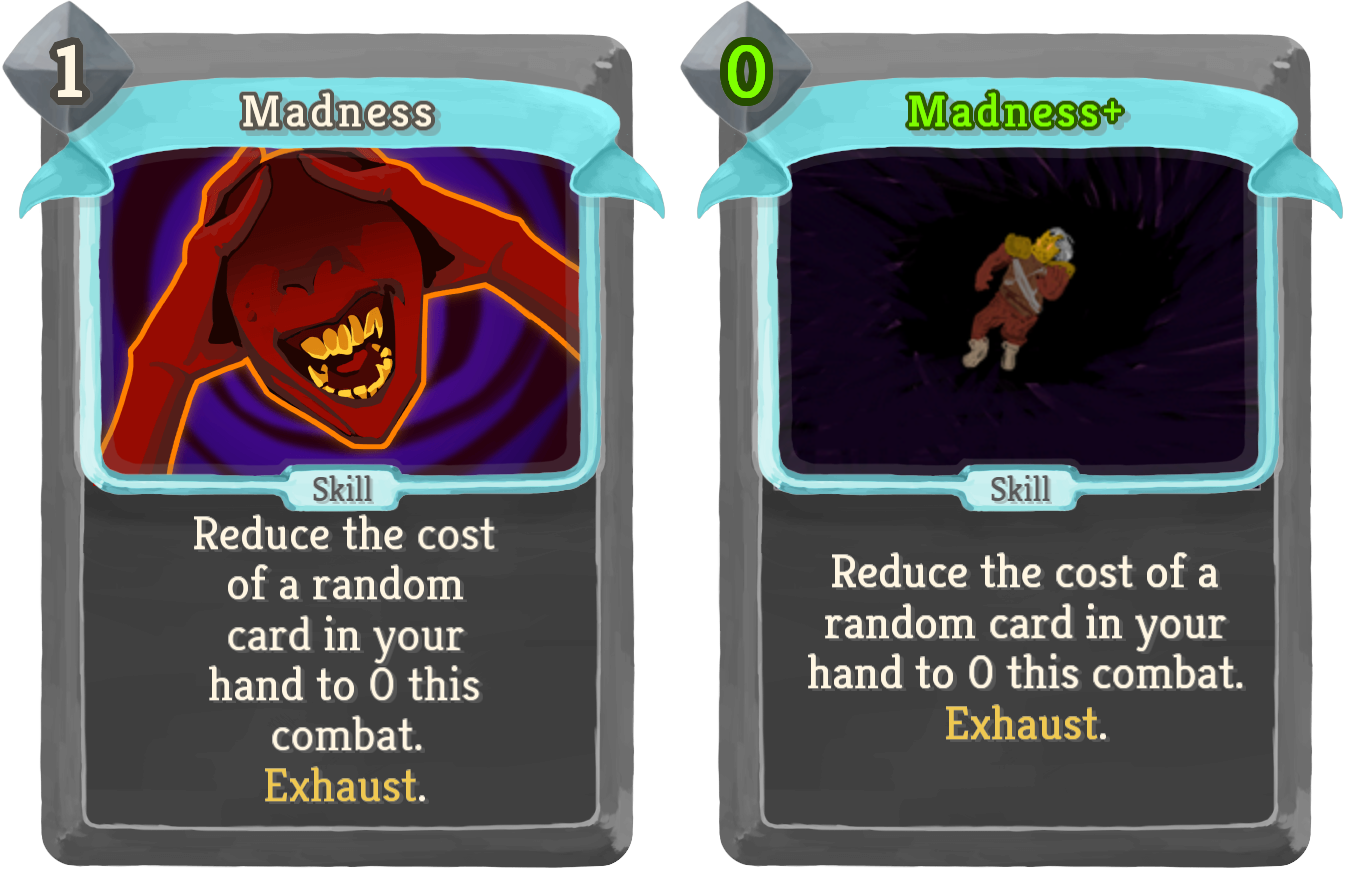 1
Madness
Skill
Reduce the cost
of a random
card in your
hand to 0 this
combat.
Exhaust.
0
Madness+
Skill
Reduce the cost of a
random card in your
hand to 0 this combat.
Exhaust.